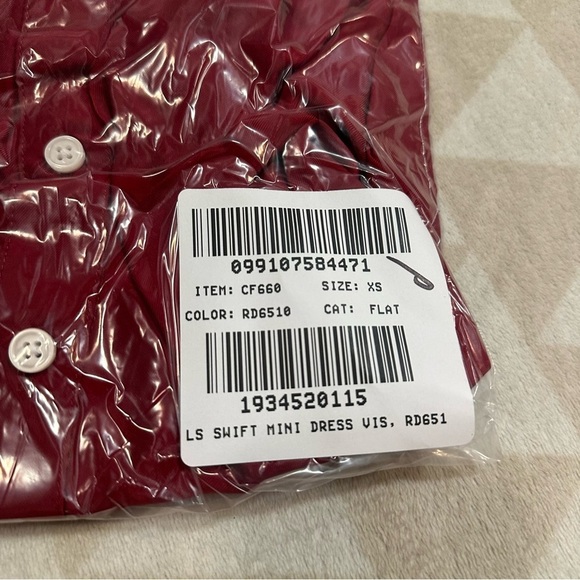 099107584471
ITEM: CF660 SIZE: XS
COLOR: RD6510 CAT: FLAT
1934520115
LS SWIFT MINI DRESS VIS, RD651